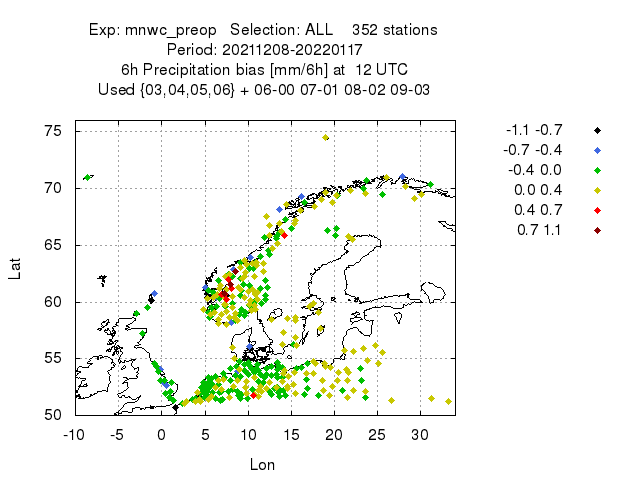 Exp: mnwc_preop   Selection: ALL    352 stations
Period: 20211208-20220117
6h Precipitation bias [mm/6h] at  12 UTC
Used {03,04,05,06} + 06-00 07-01 08-02 09-03
-1.1 -0.7
-0.7 -0.4
-0.4 0.0
0.0 0.4
0.4 0.7
0.7 1.1
75
70
65
60
55
50
Lat
-10 -5 0 5 10 15 20 25 30
Lon